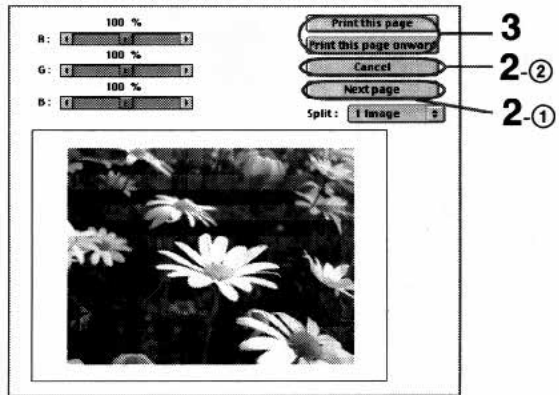 100 %
R:
100 %
G:
100 %
B:
Print this page
Print this page onward
Cancel
Next page
Split: 1 Image
3
2-②
2-①